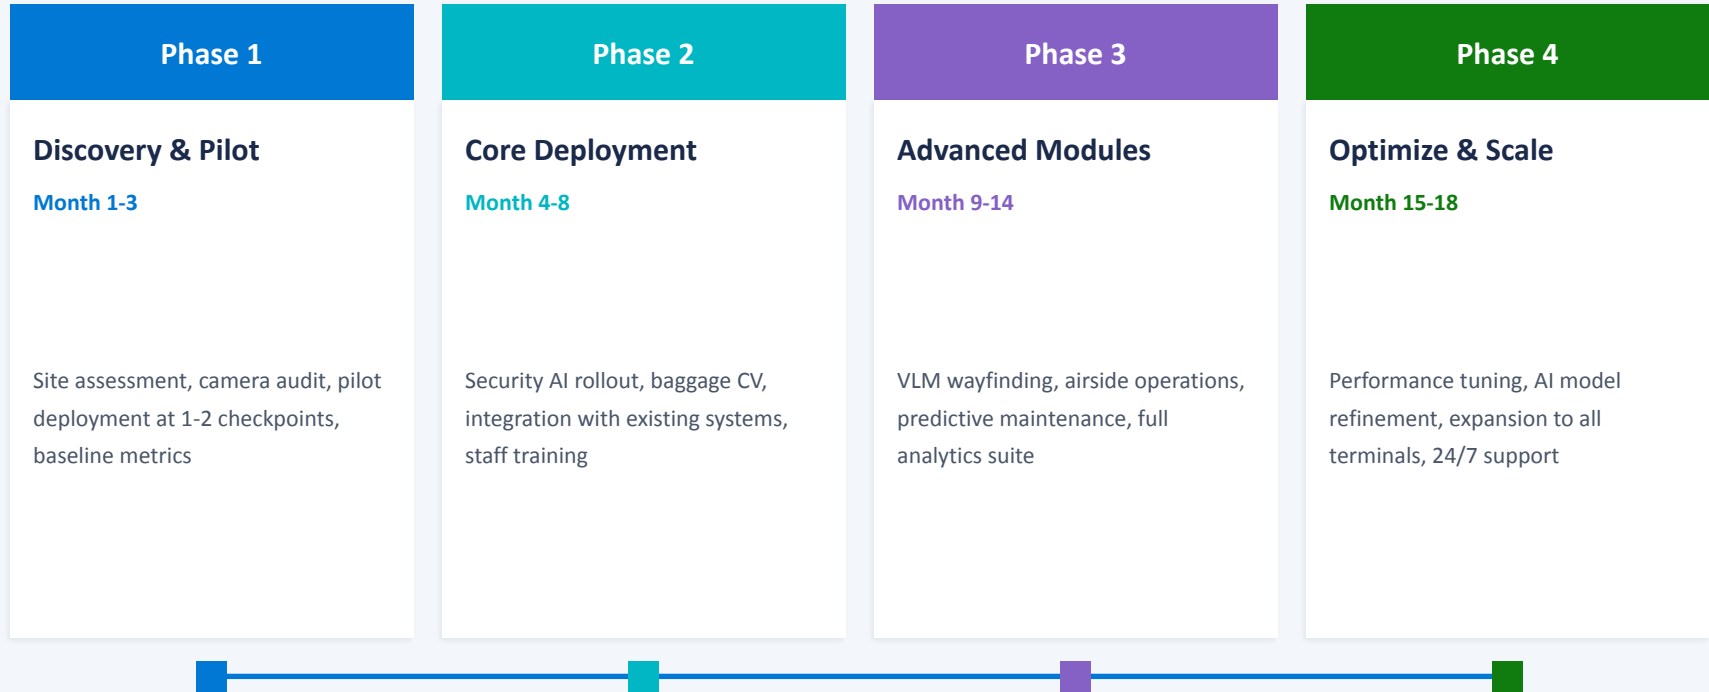 Phase 1
Discovery & Pilot
Month 1-3
Site assessment, camera audit, pilot
deployment at 1-2 checkpoints,
baseline metrics
Phase 2
Core Deployment
Month 4-8
Security AI rollout, baggage CV,
integration with existing systems,
staff training
Phase 3
Advanced Modules
Month 9-14
VLM wayfinding, airside operations,
predictive maintenance, full
analytics suite
Phase 4
Optimize & Scale
Month 15-18
Performance tuning, AI model
refinement, expansion to all
terminals, 24/7 support